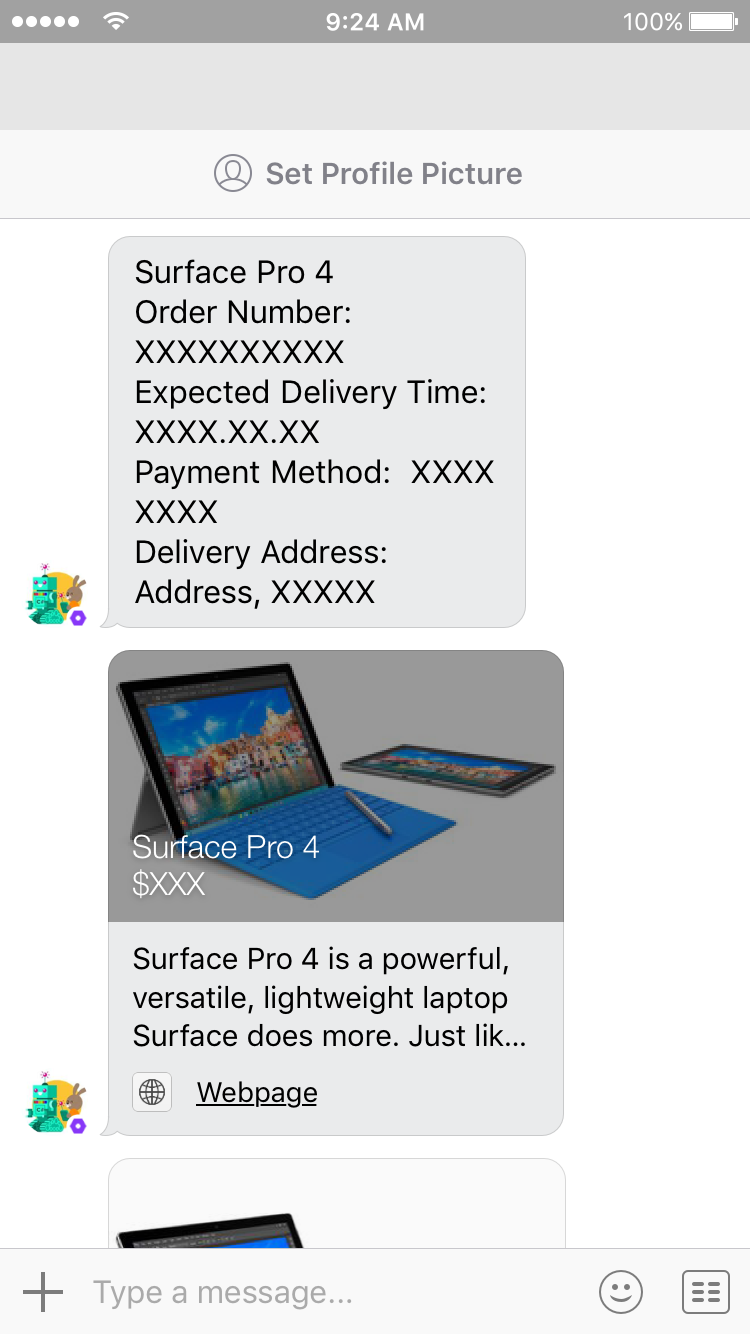 9:24 AM
100%
Set Profile Picture
Surface Pro 4
Order Number:
XXXXXXXXXX
Expected Delivery Time:
XXXX.XX.XX
Payment Method:  XXXX
XXXX
Delivery Address:
Address, XXXXX
Surface Pro 4
$XXX
Surface Pro 4 is a powerful,
versatile, lightweight laptop
Surface does more. Just lik...
Webpage
Type a message...